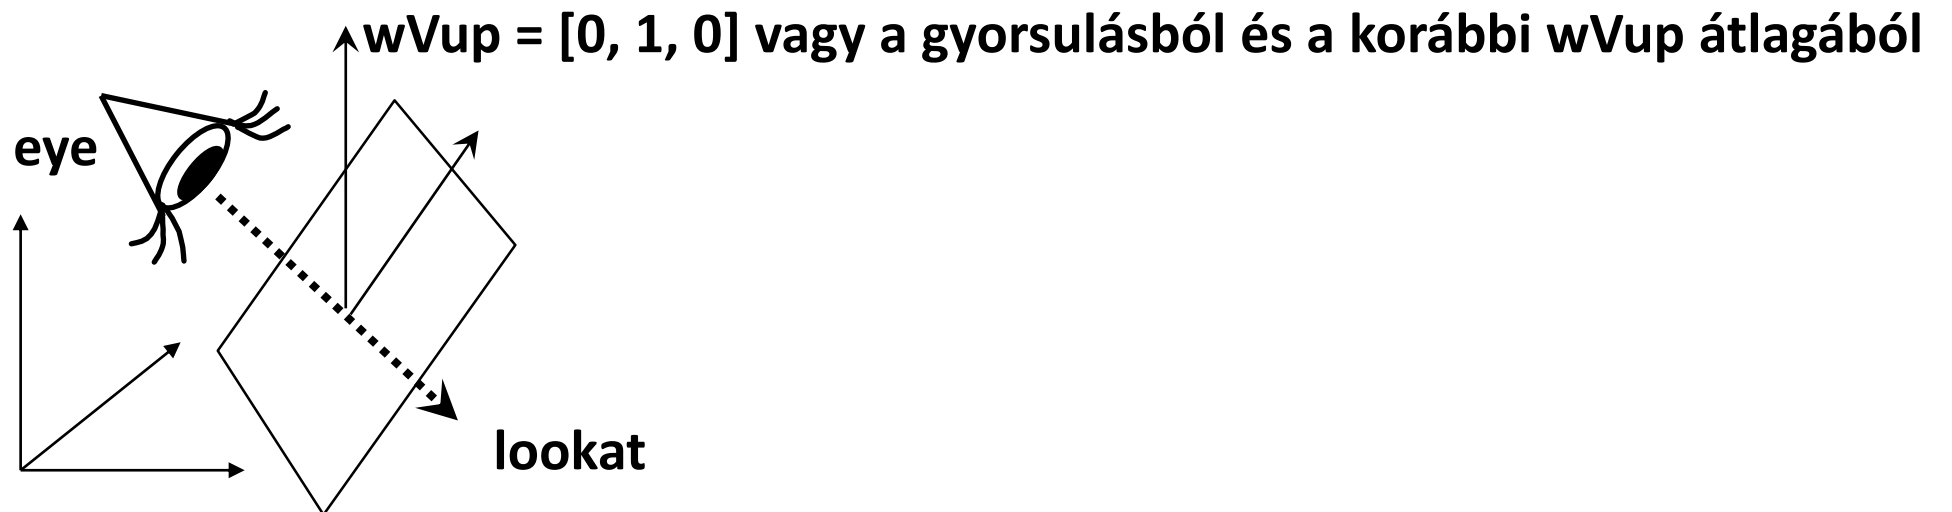 wVup = [0, 1, 0] vagy a gyorsulásból és a korábbi wVup átlagából
eye
lookat